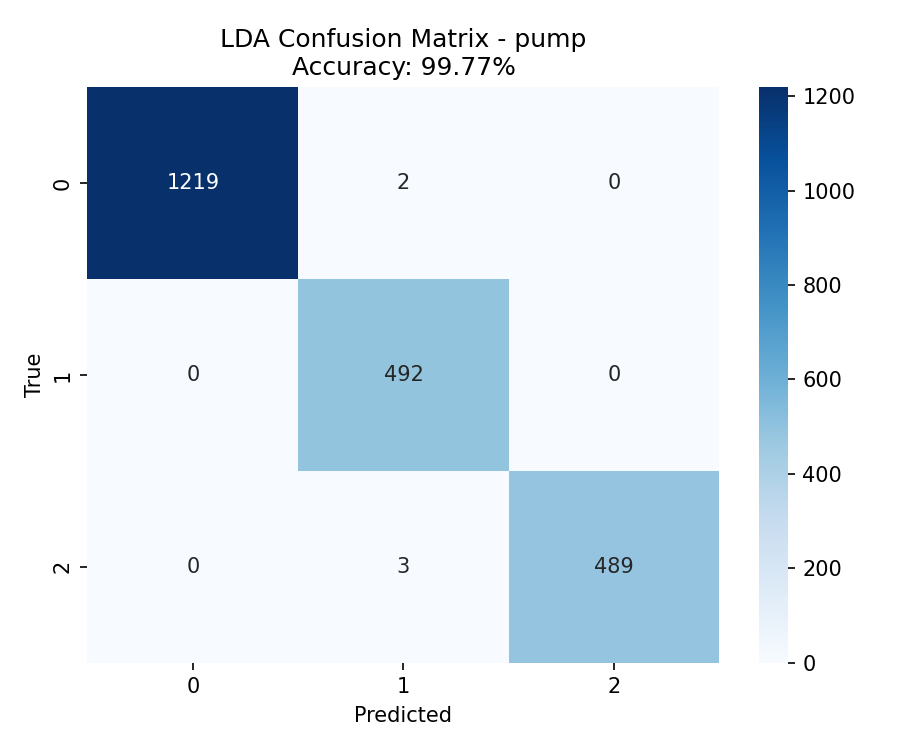 LDA Confusion Matrix - pump
Accuracy: 99.77%
1219 2 0
0 492 0
0 3 489
0
1
2
True
0 1 2
Predicted
1200
1000
800
600
400
200
0